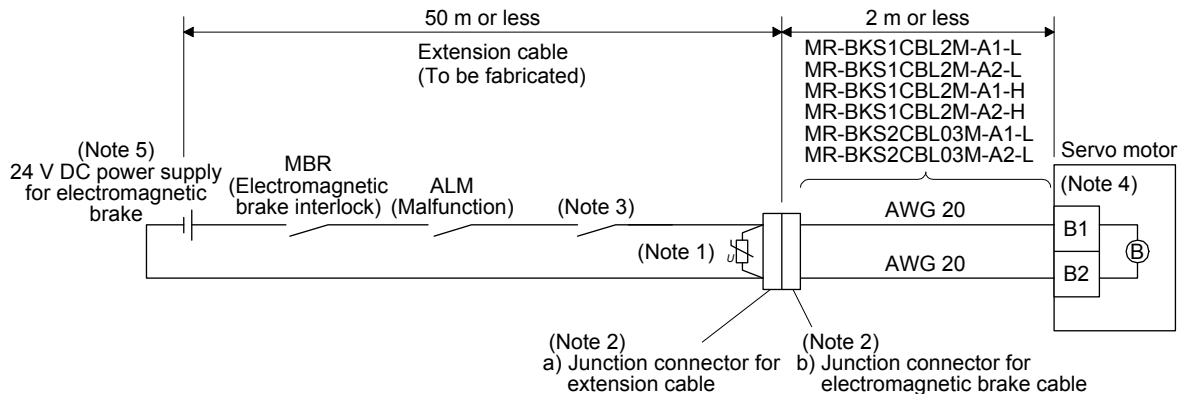 50 m or less
2 m or less
Extension cable
(To be fabricated)
MR-BKS1CBL2M-A1-L
MR-BKS1CBL2M-A2-L
MR-BKS1CBL2M-A1-H
MR-BKS1CBL2M-A2-H
MR-BKS2CBL03M-A1-L
MR-BKS2CBL03M-A2-L
(Note 5)
24 V DC power supply
for electromagnetic
brake
MBR
(Electromagnetic
brake interlock)
ALM
(Malfunction)
(Note 3)
(Note 1)
U
AWG 20
AWG 20
Servo motor
(Note 4)
B1
B2
B
(Note 2)
a) Junction connector for
extension cable
(Note 2)
b) Junction connector for
electromagnetic brake cable